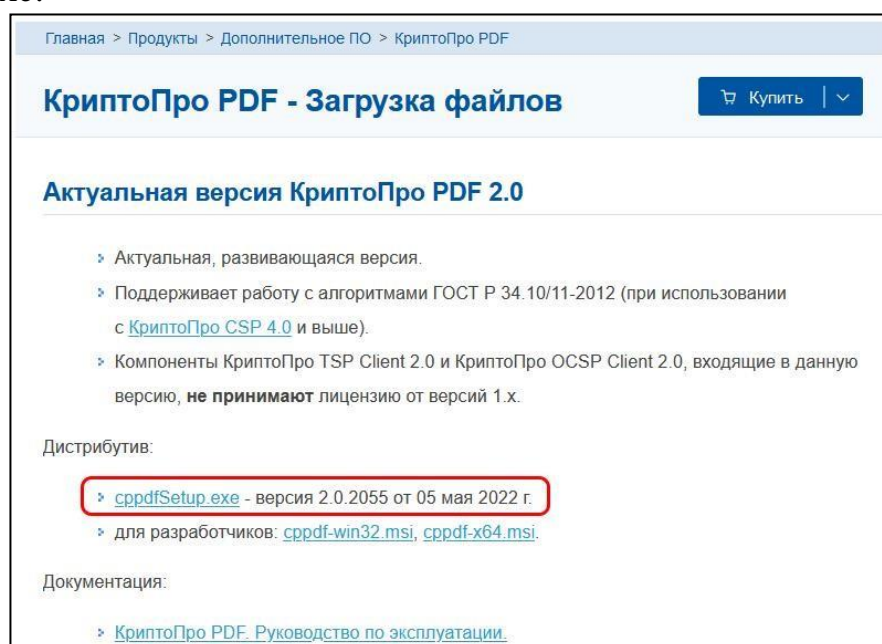 Главная > Продукты > Дополнительное ПО > КриптоПро PDF
КриптоПро PDF - Загрузка файлов
Купить
Актуальная версия КриптоПро PDF 2.0
Актуальная, развивающаяся версия.
Поддерживает работу с алгоритмами ГОСТ Р 34.10/11-2012 (при использовании
с КриптоПро CSP 4.0 и выше).
Компоненты КриптоПро TSP Client 2.0 и КриптоПро OCSP Client 2.0, входящие в данную
версию, не принимают лицензию от версий 1.x.
Дистрибутив:
cppdfSetup.exe - версия 2.0.2055 от 05 мая 2022 г.
для разработчиков: cppdf-win32.msi, cppdf-x64.msi.
Документация:
КриптоПро PDF. Руководство по эксплуатации.